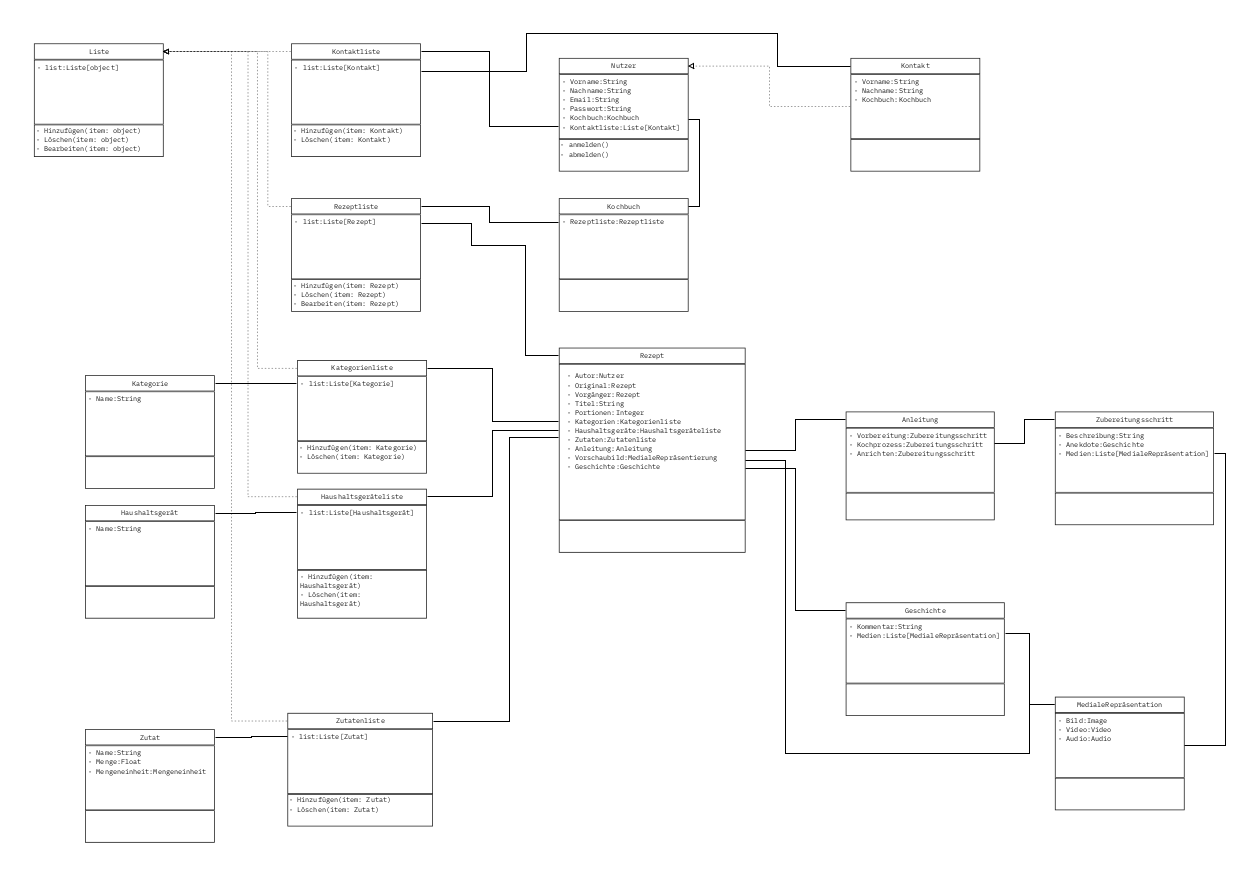 Liste
- list:Liste[object]
- Hinzufügen(item: object)
- Löschen(item: object)
- Bearbeiten(item: object)
Kontaktliste
- list:Liste[Kontakt]
- Hinzufügen(item: Kontakt)
- Löschen(item: Kontakt)
Nutzer
- Vorname:String
- Nachname:String
- Email:String
- Passwort:String
- Kochbuch:Kochbuch
- Kontaktliste:Liste[Kontakt]
- anmelden()
- abmelden()
Kontakt
- Vorname:String
- Nachname:String
- Kochbuch:Kochbuch
Rezeptliste
- list:Liste[Rezept]
- Hinzufügen(item: Rezept)
- Löschen(item: Rezept)
- Bearbeiten(item: Rezept)
Kochbuch
- Rezeptliste:Rezeptliste
Kategorie
- Name:String
Kategorienliste
- list:Liste[Kategorie]
- Hinzufügen(item: Kategorie)
- Löschen(item: Kategorie)
Rezept
- Autor:Nutzer
- Original:Rezept
- Vorgänger:Rezept
- Titel:String
- Portionen:Integer
- Kategorien:Kategorienliste
- Haushaltsgeräte:Haushaltsgeräteliste
- Zutaten:Zutatenliste
- Anleitung:Anleitung
- Vorschaubild:MedialeRepräsentierung
- Geschichte:Geschichte
Anleitung
- Vorbereitung:Zubereitungsschritt
- Kochprozess:Zubereitungsschritt
- Anrichten:Zubereitungsschritt
Zubereitungsschritt
- Beschreibung:String
- Anekdote:Geschichte
- Medien:Liste[MedialeRepräsentation]
Haushaltsgerät
- Name:String
Haushaltsgeräteliste
- list:Liste[Haushaltsgerät]
- Hinzufügen(item:
Haushaltsgerät)
- Löschen(item:
Haushaltsgerät)
Geschichte
- Kommentar:String
- Medien:Liste[MedialeRepräsentation]
MedialeRepräsentation
- Bild:Image
- Video:Video
- Audio:Audio
Zutat
- Name:String
- Menge:Float
- Mengeneinheit:Mengeneinheit
Zutatenliste
- list:Liste[Zutat]
- Hinzufügen(item: Zutat)
- Löschen(item: Zutat)